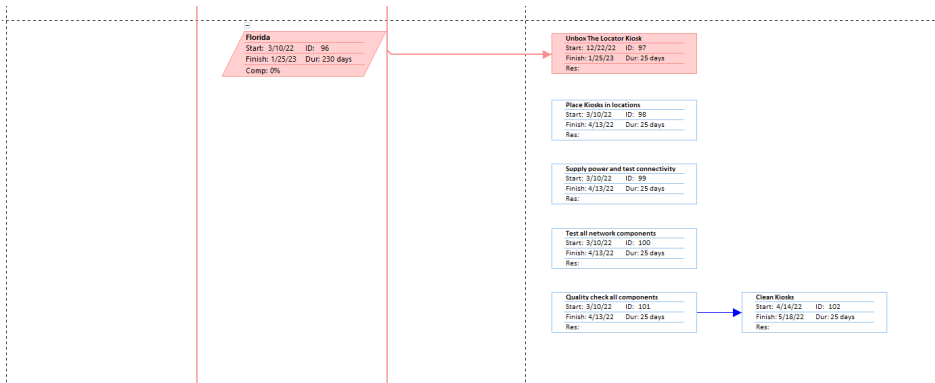 Florida
Start: 3/10/22 ID: 96
Finish: 1/25/23 Dur: 230 days
Comp: 0%
Unbox The Locator Kiosk
Start: 12/22/22 ID: 97
Finish: 1/25/23 Dur: 25 days
Res:
Place Kiosks in locations
Start: 3/10/22 ID: 98
Finish: 4/13/22 Dur: 25 days
Res:
Supply power and test connectivity
Start: 3/10/22 ID: 99
Finish: 4/13/22 Dur: 25 days
Res:
Test all network components
Start: 3/10/22 ID: 100
Finish: 4/13/22 Dur: 25 days
Res:
Quality check all components
Start: 3/10/22 ID: 101
Finish: 4/13/22 Dur: 25 days
Res:
Clean Kiosks
Start: 4/14/22 ID: 102
Finish: 5/18/22 Dur: 25 days
Res: